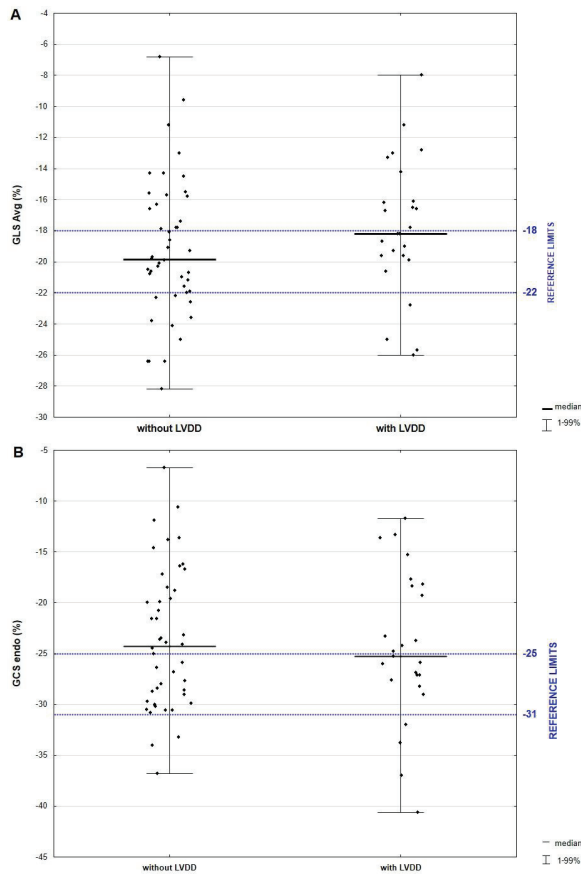 A
-4
-6
-8
-10
-12
-14
-16
-18
-20
-22
-24
-26
-28
-30
GLS Avg (%)
-18
-22
REFERENCE LIMITS
without LVDD
with LVDD
median
1-99%
B
-5
-10
-15
-20
-25
-30
-35
-40
-45
GCS endo (%)
-25
-31
REFERENCE LIMITS
without LVDD
with LVDD
median
1-99%